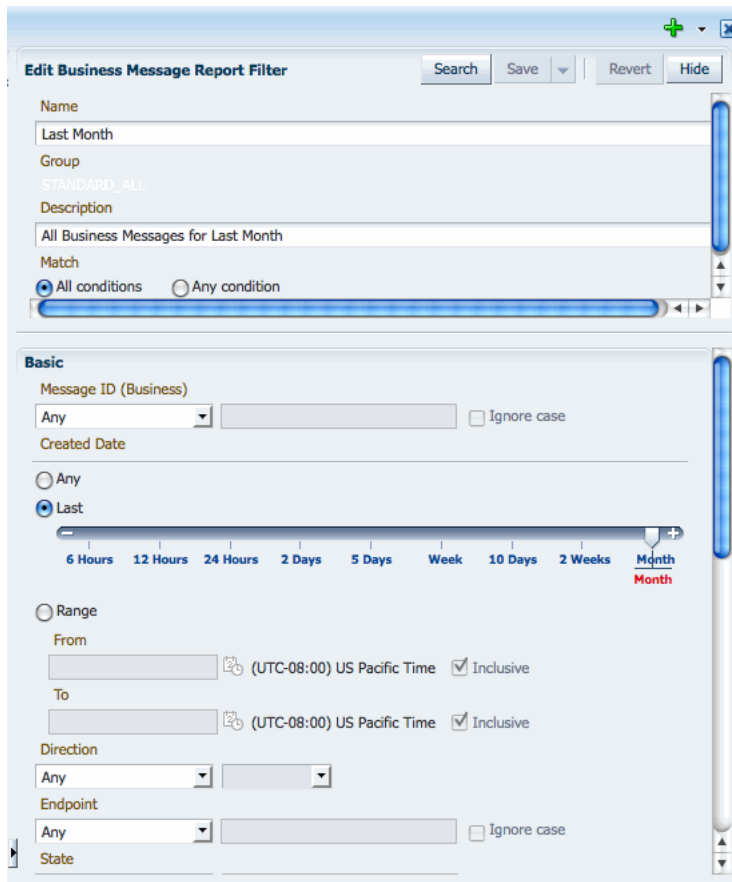 Edit Business Message Report Filter Search Save Revert Hide
Name
Last Month
Group
STANDARD_ALL
Description
All Business Messages for Last Month
Match
All conditions Any condition
Basic
Message ID (Business)
Any Ignore case
Created Date
Any
Last
6 Hours 12 Hours 24 Hours 2 Days 5 Days Week 10 Days 2 Weeks Month
Month
Range
From
(UTC-08:00) US Pacific Time Inclusive
To
(UTC-08:00) US Pacific Time Inclusive
Direction
Any
Endpoint
Any Ignore case
State